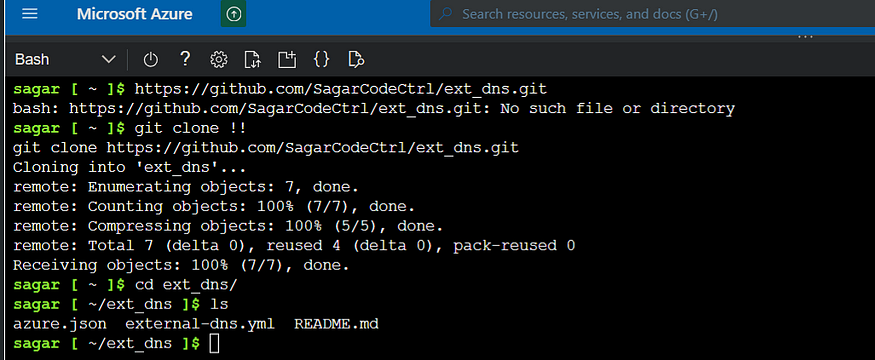 Microsoft Azure
Search resources, services, and docs (G+/)
Bash
sagar [ ~ ]$ https://github.com/SagarCodeCtrl/ext_dns.git
bash: https://github.com/SagarCodeCtrl/ext_dns.git: No such file or directory
sagar [ ~ ]$ git clone !!
git clone https://github.com/SagarCodeCtrl/ext_dns.git
Cloning into 'ext_dns'...
remote: Enumerating objects: 7, done.
remote: Counting objects: 100% (7/7), done.
remote: Compressing objects: 100% (5/5), done.
remote: Total 7 (delta 0), reused 4 (delta 0), pack-reused 0
Receiving objects: 100% (7/7), done.
sagar [ ~ ]$ cd ext_dns/
sagar [ ~/ext_dns ]$ ls
azure.json  external-dns.yml  README.md
sagar [ ~/ext_dns ]$